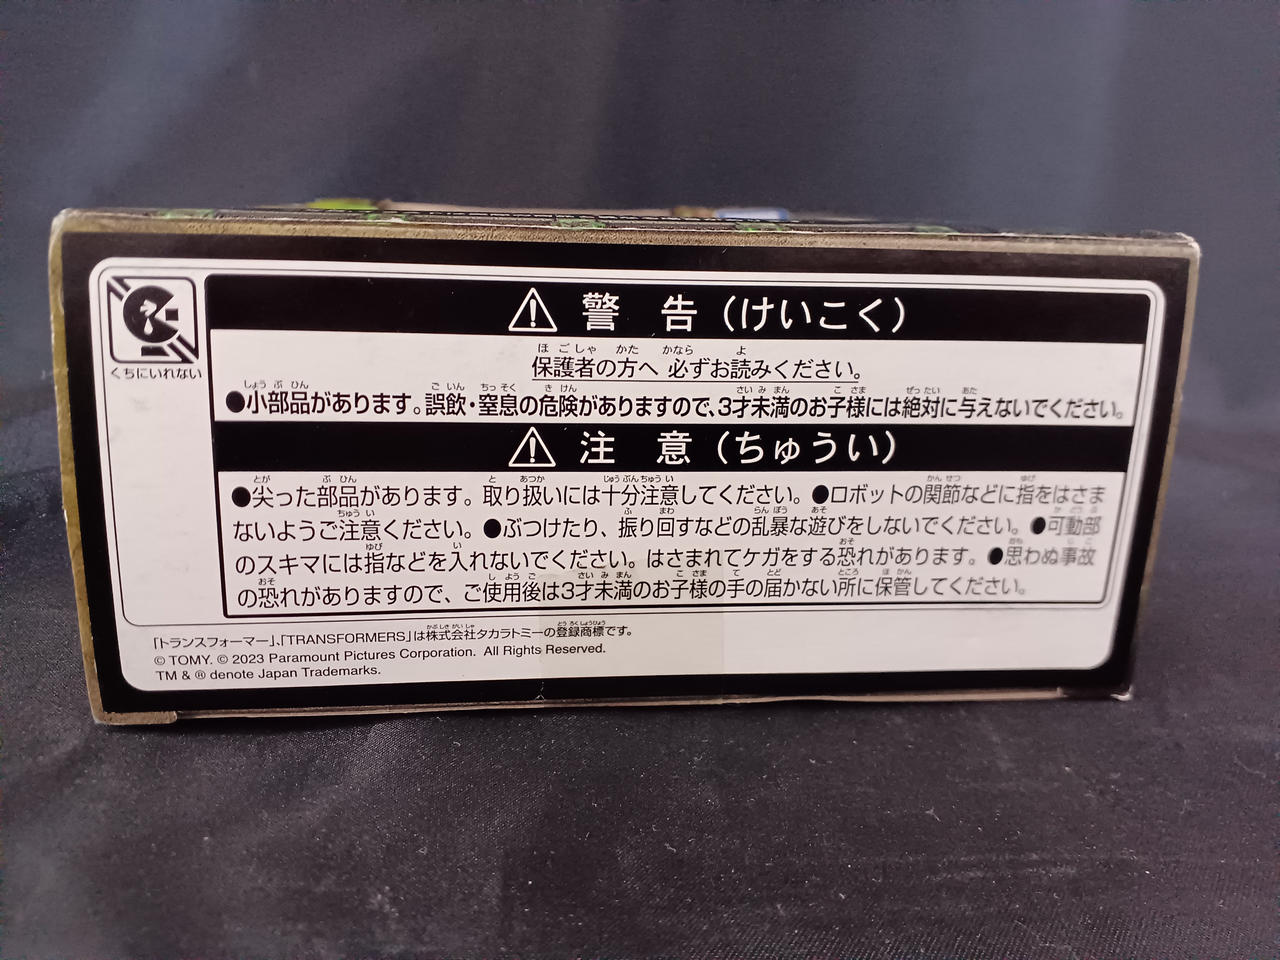 くちにいれない
⚠ 警 告（けいこく）
保護者の方へ 必ずお読みください。
●小部品があります。誤飲・窒息の危険がありますので、3才未満のお子様には絶対に与えないでください。
⚠ 注 意（ちゅうい）
●尖った部品があります。取り扱いには十分注意してください。●ロボットの関節などに指をはさま
ないようご注意ください。●ぶつけたり、振り回すなどの乱暴な遊びをしないでください。●可動部
のスキマには指などを入れないでください。はさまれてケガをする恐れがあります。●思わぬ事故
の恐れがありますので、ご使用後は3才未満のお子様の手の届かない所に保管してください。
「トランスフォーマー」、「TRANSFORMERS」は株式会社タカラトミーの登録商標です。
© TOMY. © 2023 Paramount Pictures Corporation. All Rights Reserved.
TM & ® denote Japan Trademarks.